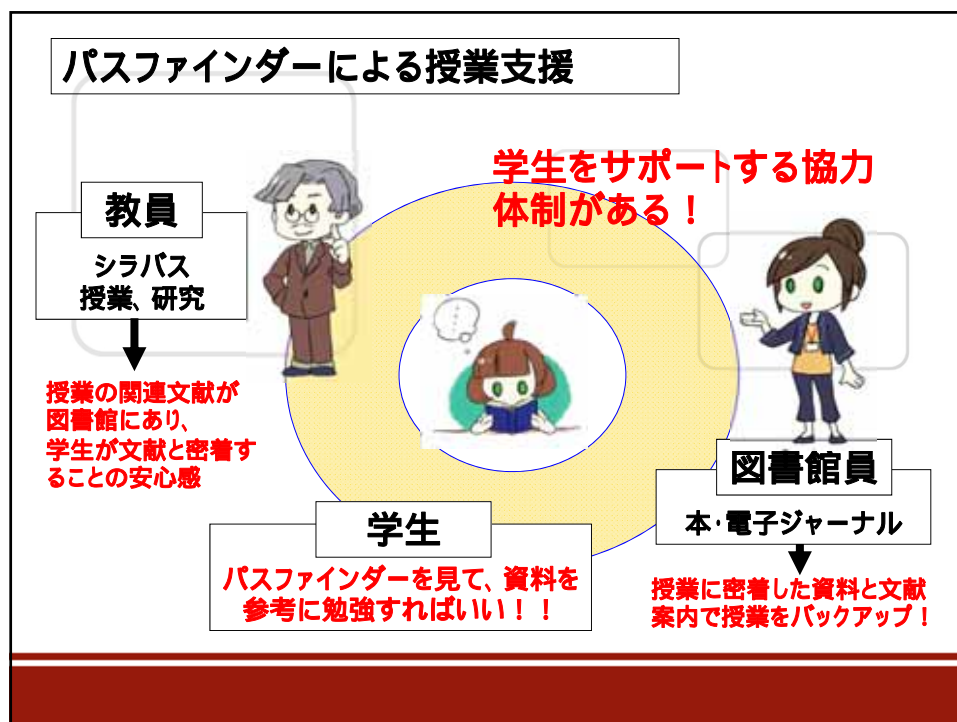 パスファインダーによる授業支援
学生をサポートする協力
体制がある！
教員
シラバス
授業、研究
授業の関連文献が
図書館にあり、
学生が文献と密着す
ることの安心感
図書館員
本・電子ジャーナル
授業に密着した資料と文献
案内で授業をバックアップ！
学生
パスファインダーを見て、資料を
参考に勉強すればいい！！